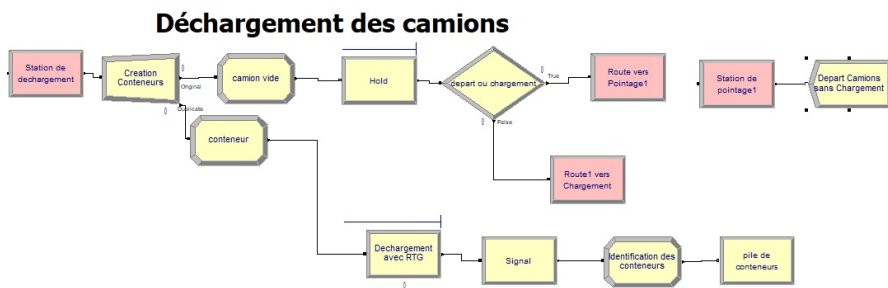 Déchargement des camions
Station de
dechargement
Creation
Conteneurs
0
Original
0
Duplicate
camion vide
conteneur
Hold
depart ou chargement
0
True
0
False
Route vers
Pointage1
Station de
pointage1
Depart Camions
sans Chargement
Route1 vers
Chargement
Dechargement
avec RTG
0
Signal
Identification des
conteneurs
pile de
conteneurs